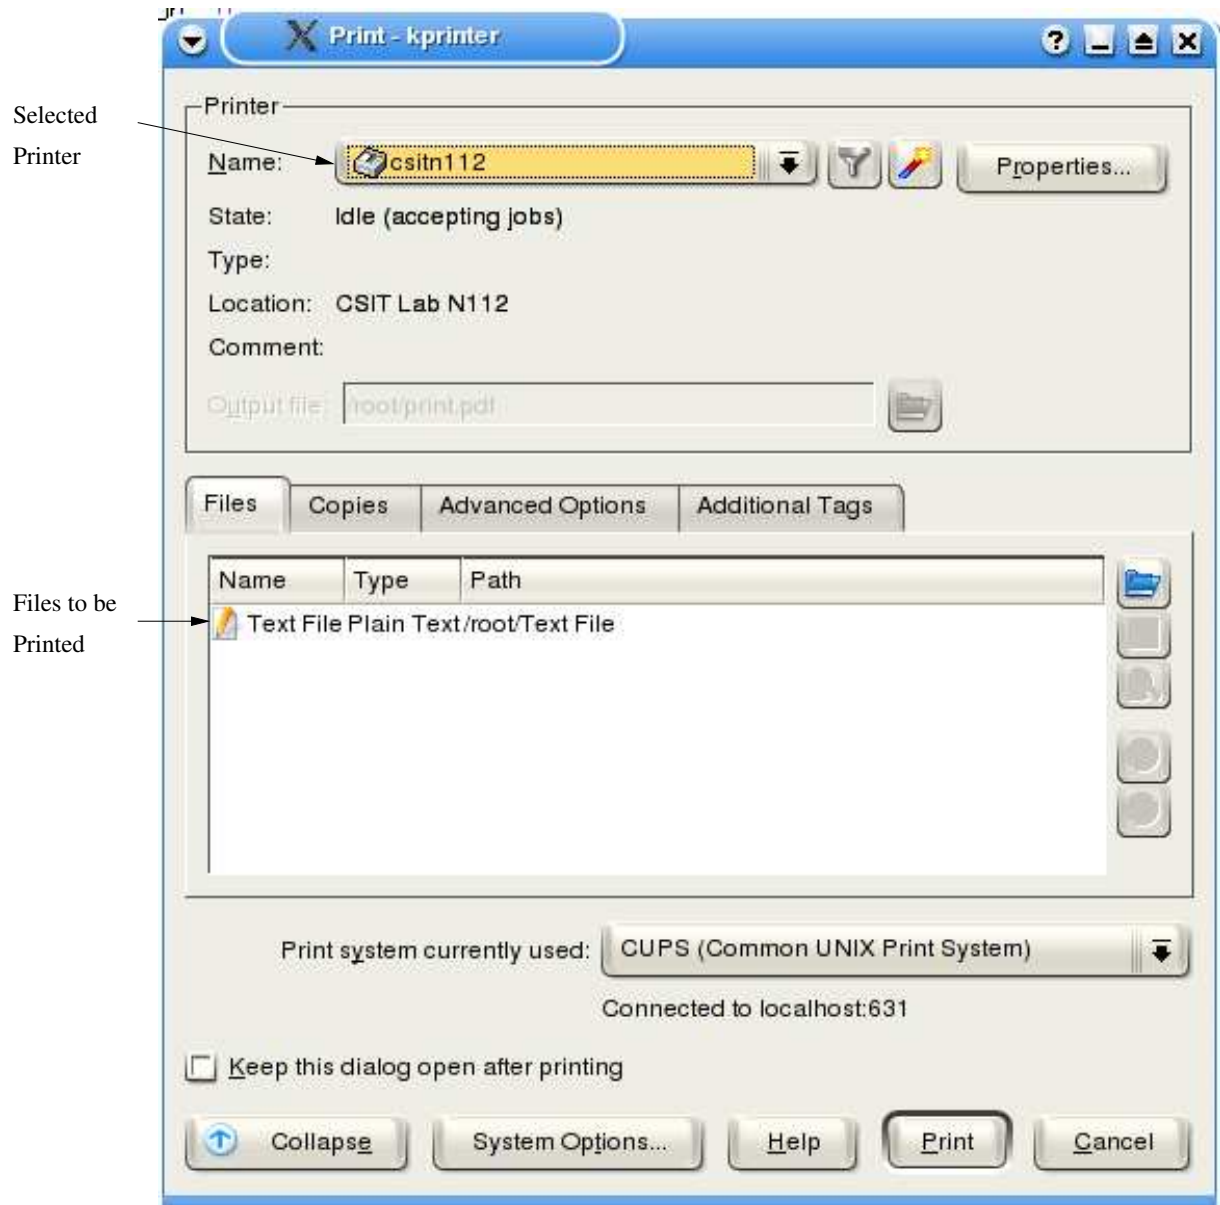 Print - kprinter
Selected
Printer
Printer
Name: csitn112 Properties...
State: Idle (accepting jobs)
Type:
Location: CSIT Lab N112
Comment:
Output file: /root/print.pdf
Files Copies Advanced Options Additional Tags
Name Type Path
Files to be
Printed
Text File Plain Text /root/Text File
Print system currently used: CUPS (Common UNIX Print System)
Connected to localhost:631
Keep this dialog open after printing
Collapse System Options... Help Print Cancel